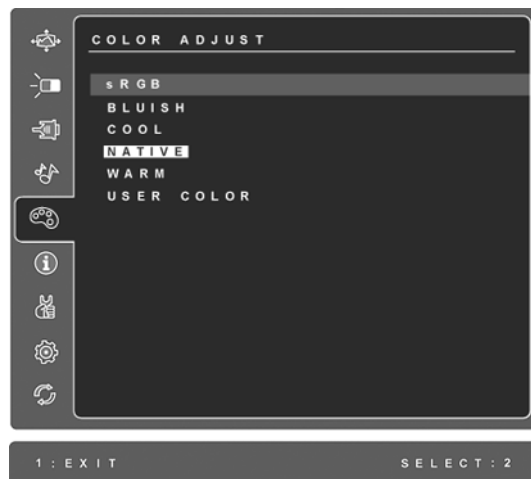 COLOR ADJUST
sRGB
BLUISH
COOL
NATIVE
WARM
USER COLOR
1:EXIT SELECT:2